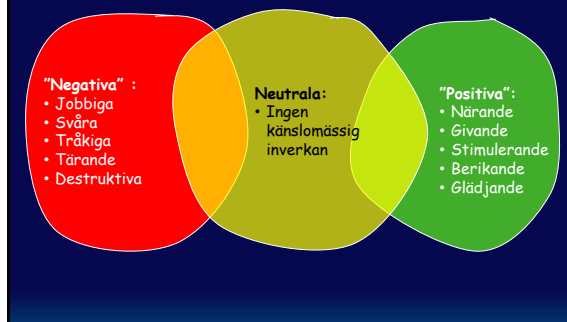 ”Negativa” :
• Jobbiga
• Svåra
• Tråkiga
• Tärande
• Destruktiva
Neutrala:
• Ingen
känslomässig
inverkan
”Positiva”:
• Närande
• Givande
• Stimulerande
• Berikande
• Glädjande